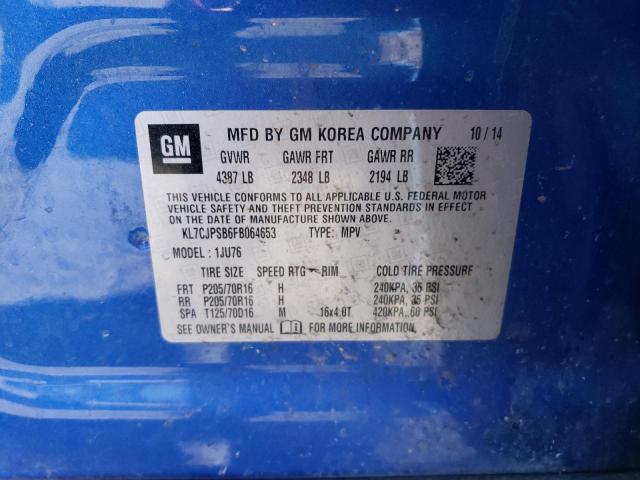 GM MFD BY GM KOREA COMPANY 10/14
GVWR GAWR FRT GAWR RR
4387 LB 2348 LB 2194 LB
THIS VEHICLE CONFORMS TO ALL APPLICABLE U.S. FEDERAL MOTOR
VEHICLE SAFETY, AND THEFT PREVENTION STANDARDS IN EFFECT
ON THE DATE OF MANUFACTURE SHOWN ABOVE.
KL7CJPSB6FB064653 TYPE: MPV
MODEL: 1JU76
TIRE SIZE SPEED RTG RIM COLD TIRE PRESSURE
FRT P205/70R16 H 240KPA, 35 PSI
RR P205/70R16 H 240KPA, 35 PSI
SPA T125/70D16 M 16x4.0T 420KPA, 60 PSI
SEE OWNER'S MANUAL FOR MORE INFORMATION.